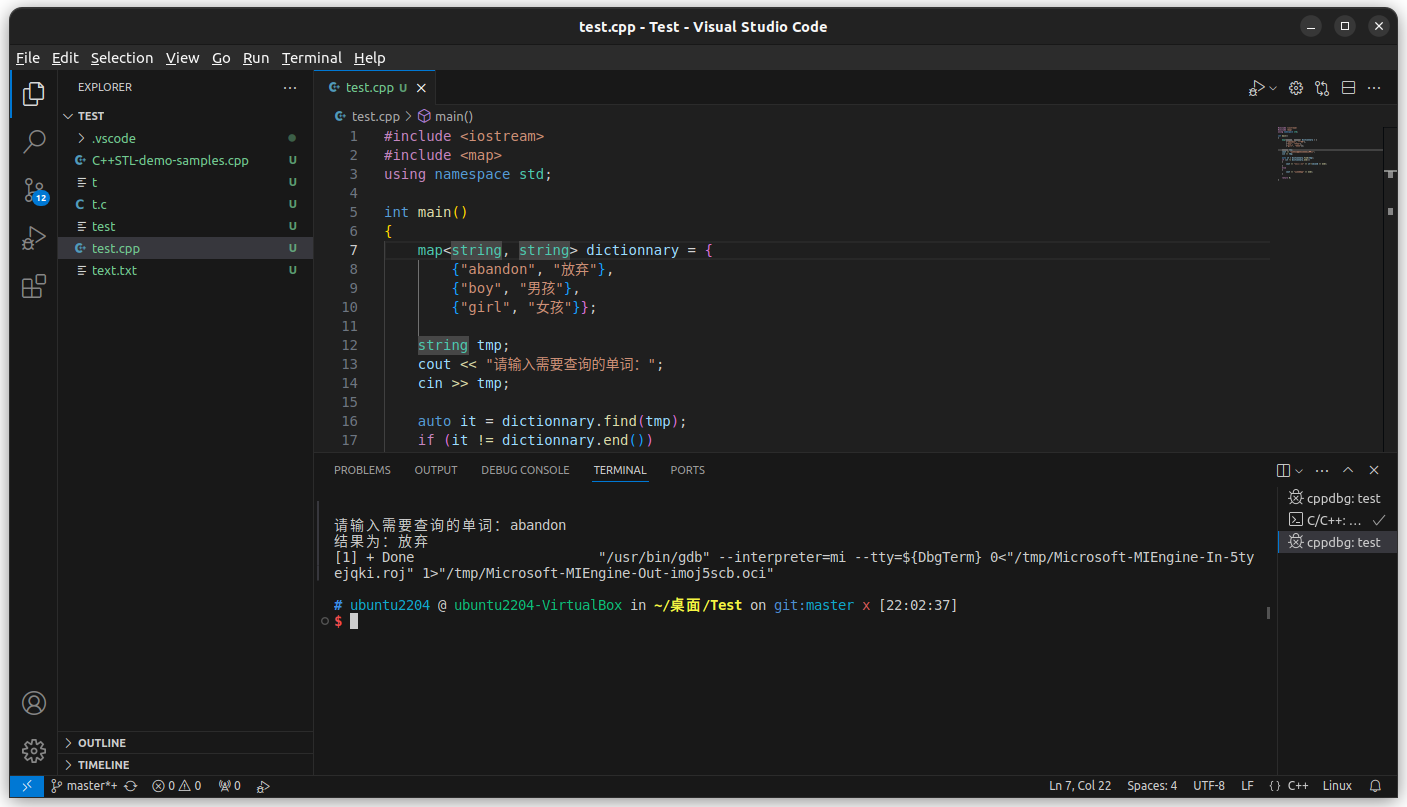 test.cpp - Test - Visual Studio Code
File Edit Selection View Go Run Terminal Help
EXPLORER
TEST
.vscode
C++STL-demo-samples.cpp U
t U
t.c U
test U
test.cpp U
text.txt U
12
OUTLINE
TIMELINE
test.cpp U
test.cpp > main()
1 #include <iostream>
2 #include <map>
3 using namespace std;
4
5 int main()
6 {
7 map<string, string> dictionnary = {
8 {"abandon", "放弃"},
9 {"boy", "男孩"},
10 {"girl", "女孩"}};
11
12 string tmp;
13 cout << "请输入需要查询的单词：";
14 cin >> tmp;
15
16 auto it = dictionnary.find(tmp);
17 if (it != dictionnary.end())
PROBLEMS OUTPUT DEBUG CONSOLE TERMINAL PORTS
请输入需要查询的单词：abandon
结果为：放弃
[1] + Done "/usr/bin/gdb" --interpreter=mi --tty=${DbgTerm} 0<"/tmp/Microsoft-MIEngine-In-5ty
ejqki.roj" 1>"/tmp/Microsoft-MIEngine-Out-imoj5scb.oci"
# ubuntu2204 @ ubuntu2204-VirtualBox in ~/桌面/Test on git:master x [22:02:37]
$
cppdbg: test
C/C++: ...
cppdbg: test
master*+ 0 0 0 Ln 7, Col 22 Spaces: 4 UTF-8 LF {} C++ Linux